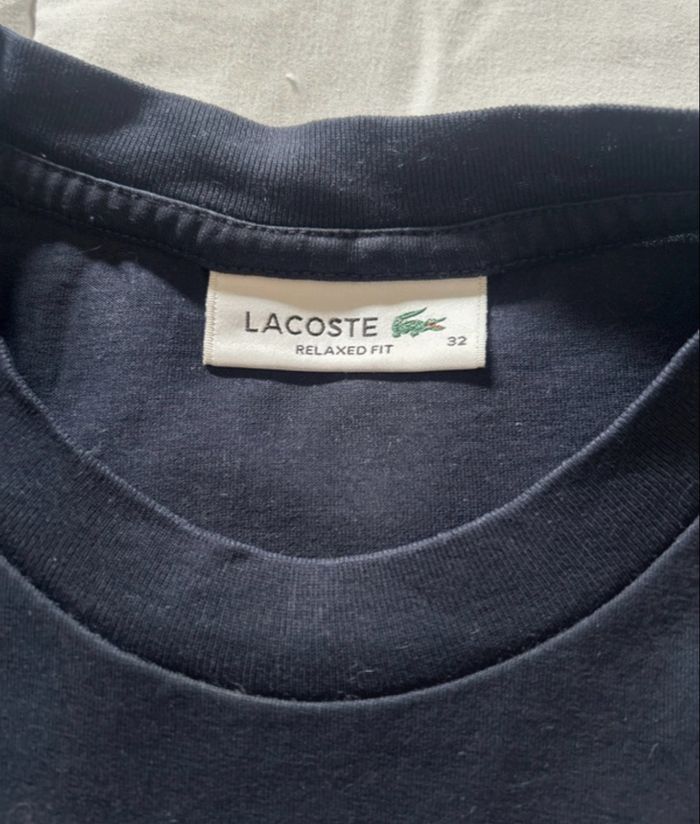 LACOSTE
RELAXED FIT
32